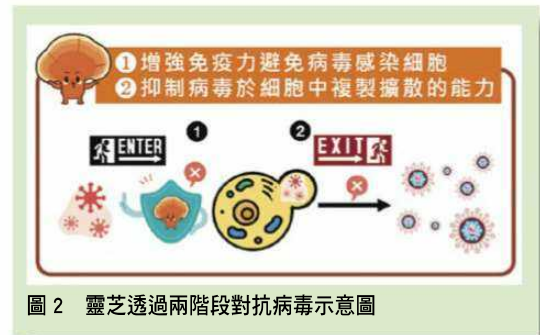 ❶增強免疫力避免病毒感染細胞
❷抑制病毒於細胞中複製擴散的能力
ENTER
❶
❷
EXIT
圖 2 靈芝透過兩階段對抗病毒示意圖